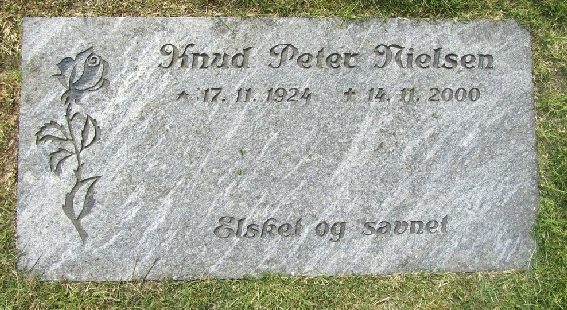 Knud Peter Nielsen
* 17. 11. 1924 † 14. 11. 2000
Elsket og savnet